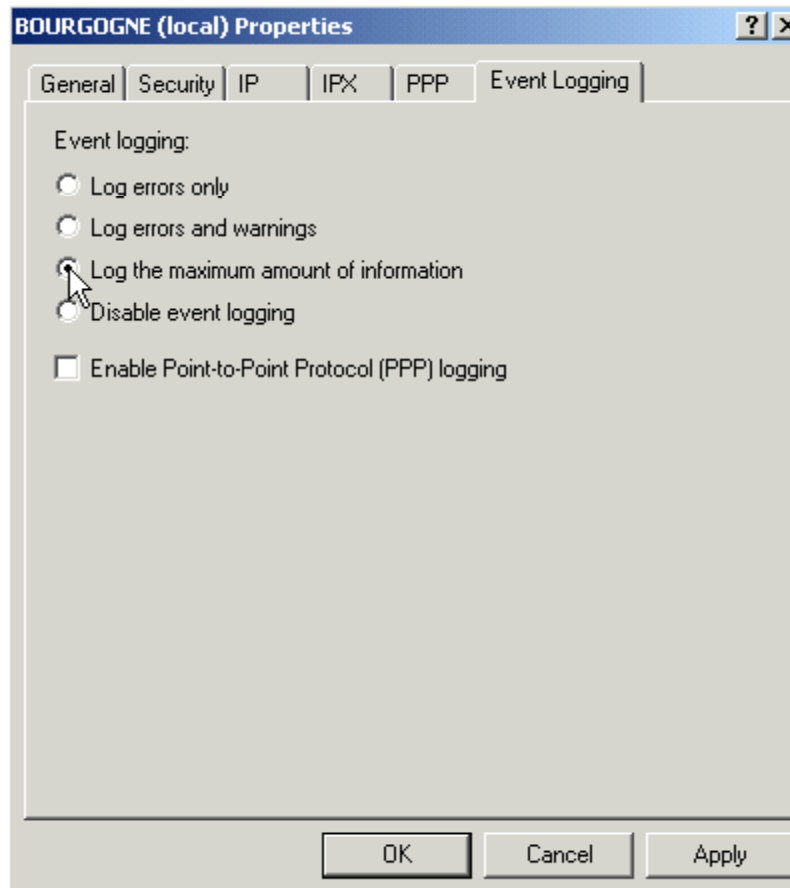 BOURGOGNE (local) Properties
General Security IP IPX PPP Event Logging
Event logging:
Log errors only
Log errors and warnings
Log the maximum amount of information
Disable event logging
Enable Point-to-Point Protocol (PPP) logging
OK Cancel Apply